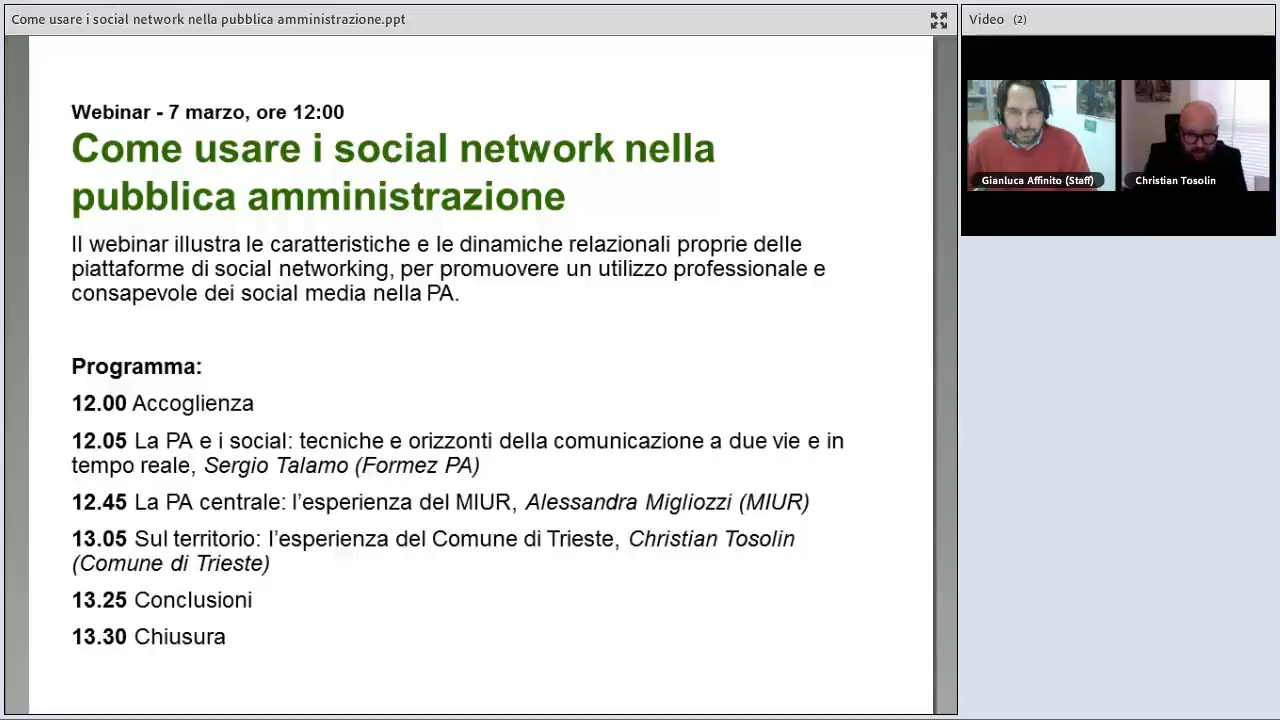 Come usare i social network nella pubblica amministrazione.ppt
Video (2)
Webinar - 7 marzo, ore 12:00
Come usare i social network nella
pubblica amministrazione
Il webinar illustra le caratteristiche e le dinamiche relazionali proprie delle
piattaforme di social networking, per promuovere un utilizzo professionale e
consapevole dei social media nella PA.
Programma:
12.00 Accoglienza
12.05 La PA e i social: tecniche e orizzonti della comunicazione a due vie e in
tempo reale, Sergio Talamo (Formez PA)
12.45 La PA centrale: l'esperienza del MIUR, Alessandra Migliozzi (MIUR)
13.05 Sul territorio: l'esperienza del Comune di Trieste, Christian Tosolin
(Comune di Trieste)
13.25 Conclusioni
13.30 Chiusura
Gianluca Affinito (Staff)
Christian Tosolin